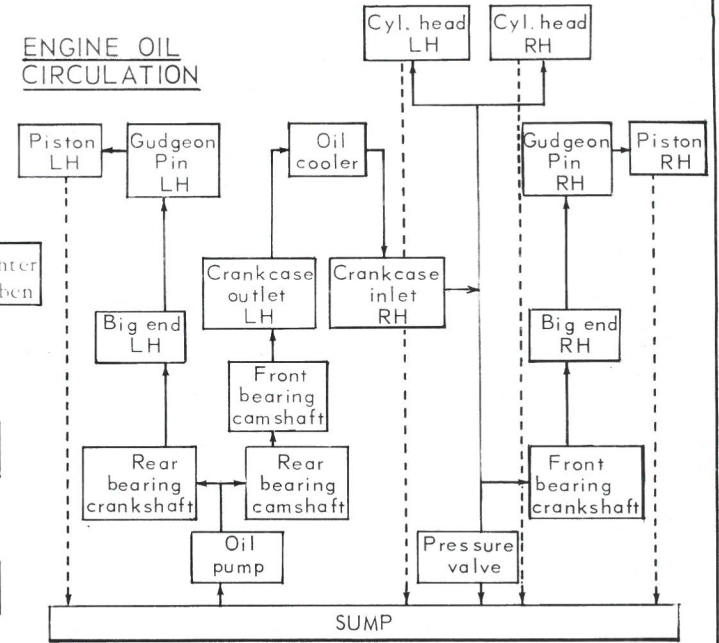 ENGINE OIL
CIRCULATION
Cyl. head
LH
Cyl. head
RH
Piston
LH
Gudgeon
Pin
LH
Oil
cooler
Gudgeon
Pin
RH
Piston
RH
Crankcase
outlet
LH
Crankcase
inlet
RH
Big end
LH
Big end
RH
Front
bearing
camshaft
Rear
bearing
crankshaft
Rear
bearing
camshaft
Front
bearing
crankshaft
Oil
pump
Pressure
valve
SUMP